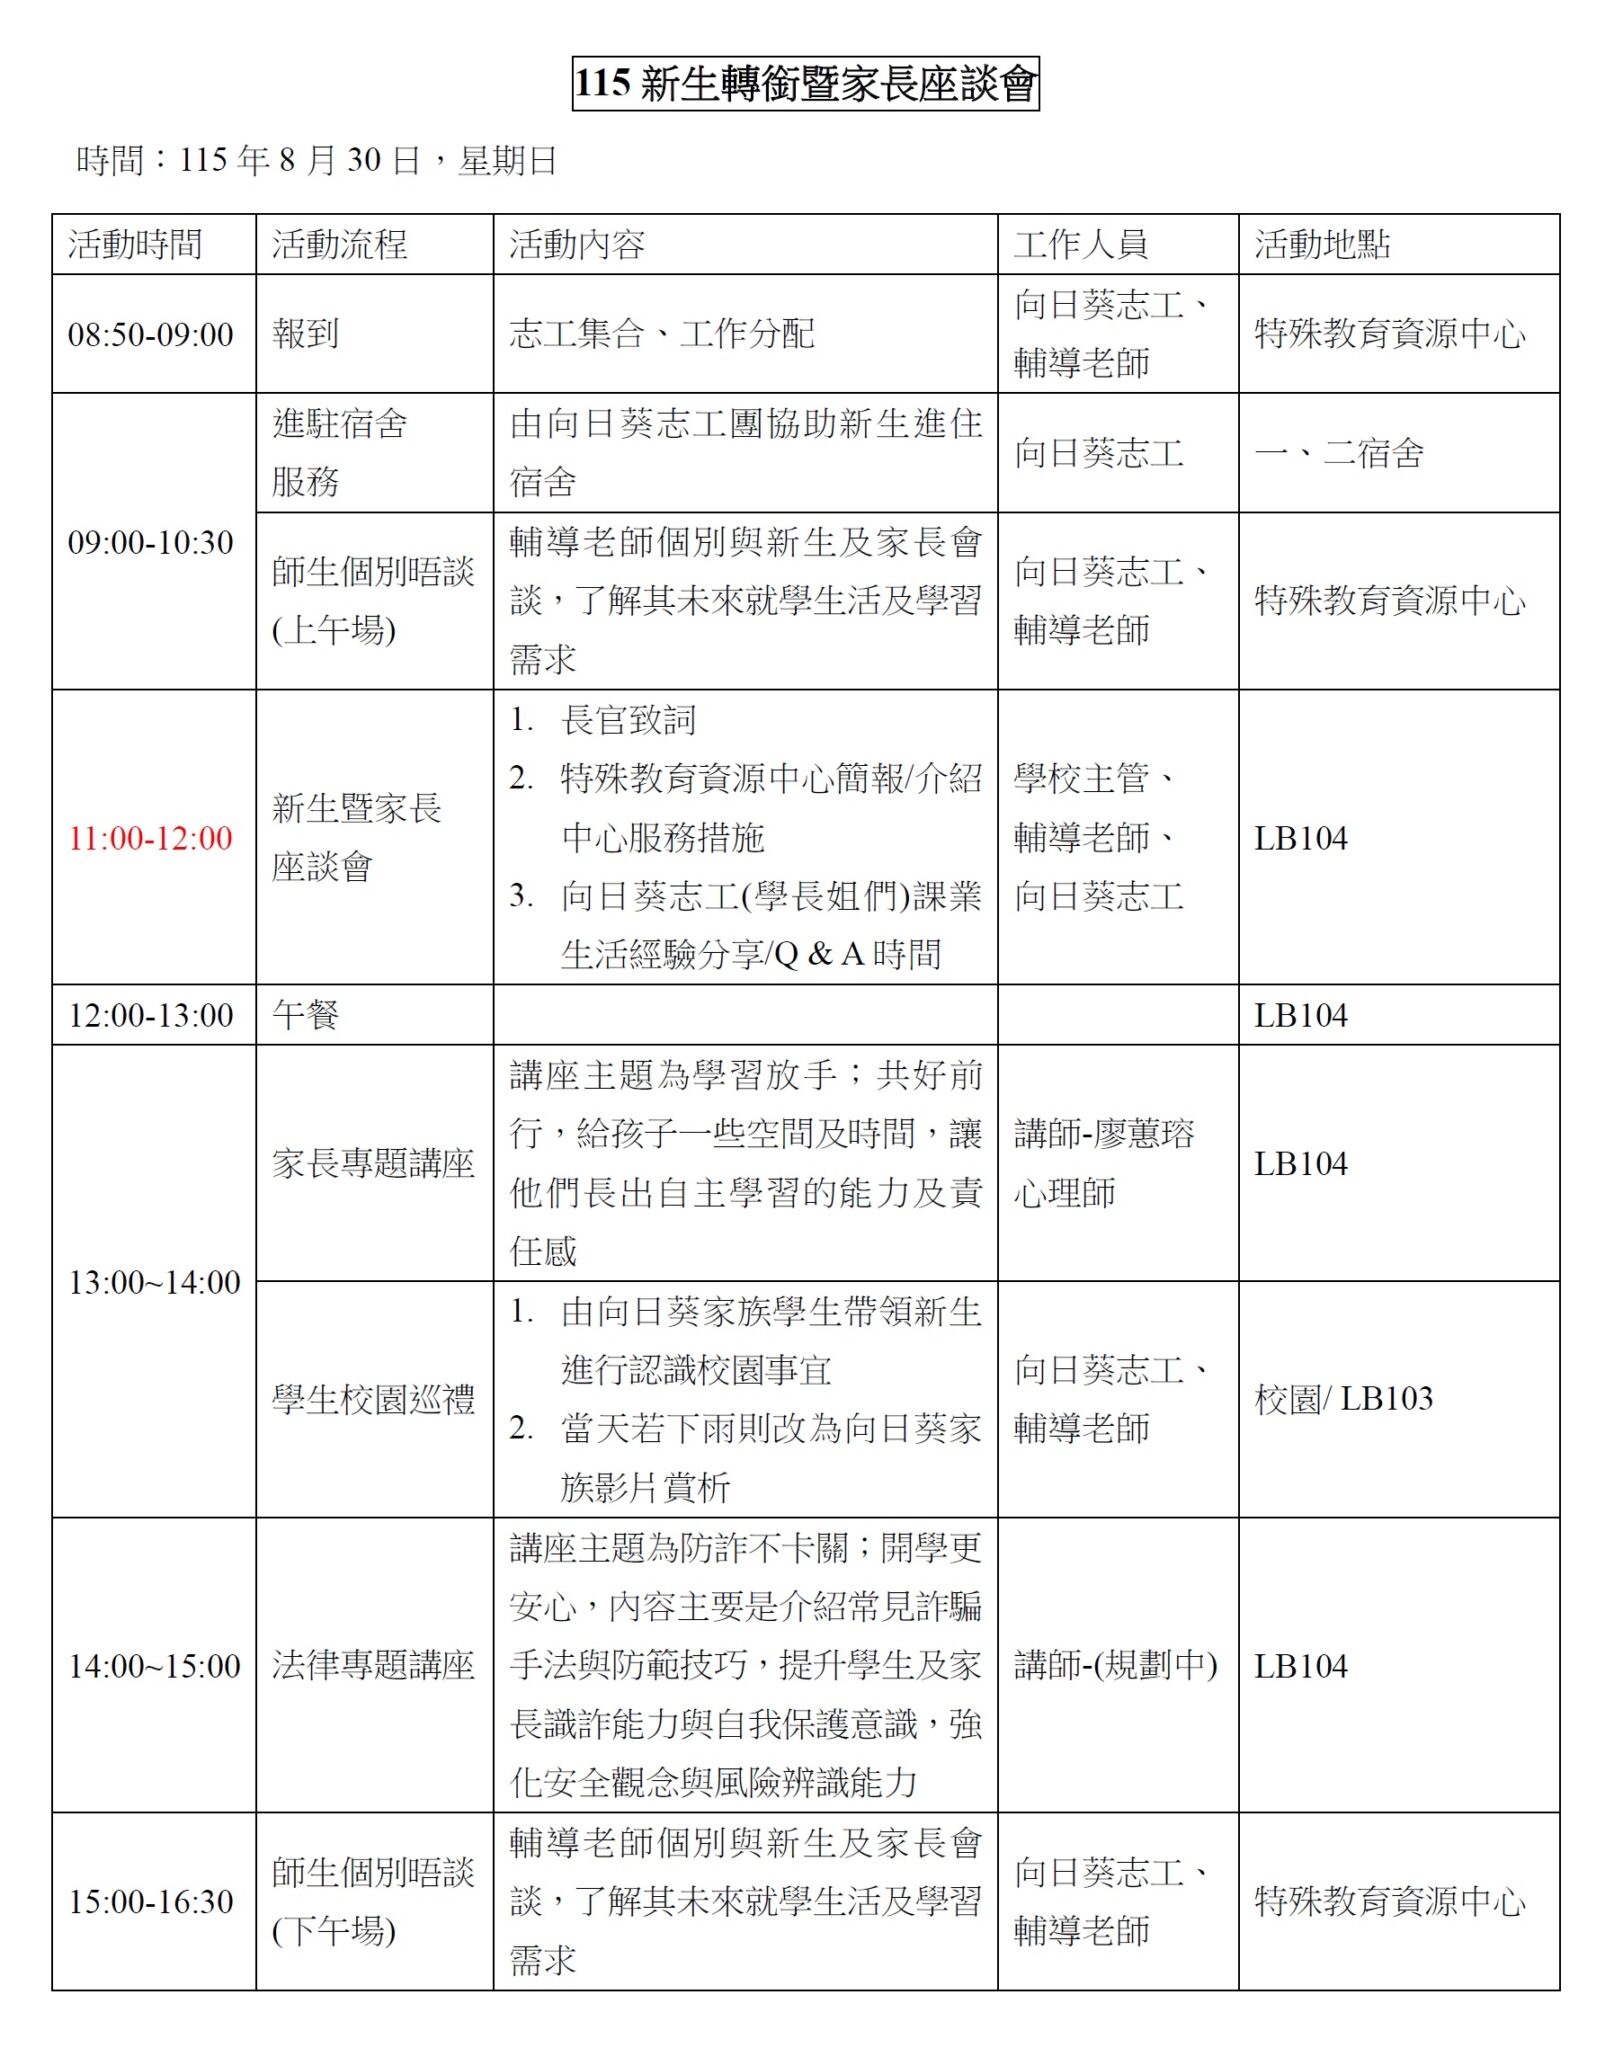 115 新生轉銜暨家長座談會
時間：115 年 8 月 30 日，星期日
活動時間 活動流程 活動內容 工作人員 活動地點
08:50-09:00 報到 志工集合、工作分配
向日葵志工、
輔導老師
特殊教育資源中心
09:00-10:30
進駐宿舍
服務
由向日葵志工團協助新生進住
宿舍
向日葵志工
一、二宿舍
師生個別晤談
(上午場)
輔導老師個別與新生及家長會
談，了解其未來就學生活及學習
需求
向日葵志工、
輔導老師
特殊教育資源中心
11:00-12:00
新生暨家長
座談會
1. 長官致詞
2. 特殊教育資源中心簡報/介紹
中心服務措施
3. 向日葵志工(學長姐們)課業
生活經驗分享/Q & A 時間
學校主管、
輔導老師、
向日葵志工
LB104
12:00-13:00 午餐 LB104
13:00~14:00
家長專題講座
講座主題為學習放手；共好前
行，給孩子一些空間及時間，讓
他們長出自主學習的能力及責
任感
講師-廖蕙瑢
心理師
LB104
學生校園巡禮
1. 由向日葵家族學生帶領新生
進行認識校園事宜
2. 當天若下雨則改為向日葵家
族影片賞析
向日葵志工、
輔導老師
校園/ LB103
14:00~15:00
法律專題講座
講座主題為防詐不卡關；開學更
安心，內容主要是介紹常見詐騙
手法與防範技巧，提升學生及家
長識詐能力與自我保護意識，強
化安全觀念與風險辨識能力
講師-(規劃中)
LB104
15:00-16:30
師生個別晤談
(下午場)
輔導老師個別與新生及家長會
談，了解其未來就學生活及學習
需求
向日葵志工、
輔導老師
特殊教育資源中心